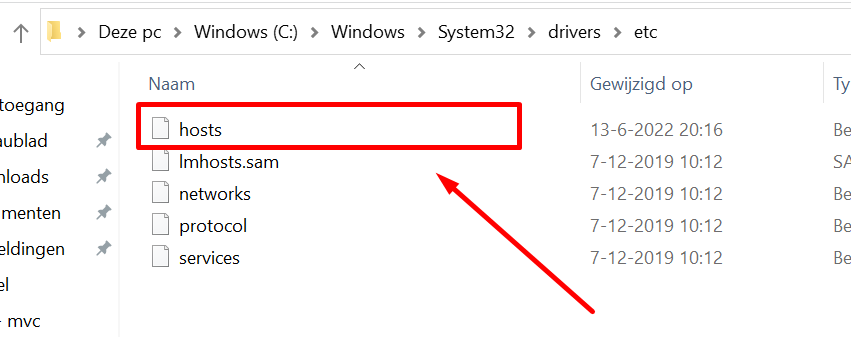 Deze pc > Windows (C:) > Windows > System32 > drivers > etc
Naam Gewijzigd op Ty
toegang
hosts 13-6-2022 20:16 Be
aublad
lmhosts.sam 7-12-2019 10:12 SA
nloads
networks 7-12-2019 10:12 Be
menten
protocol 7-12-2019 10:12 Be
eldingen
services 7-12-2019 10:12 Be
el
- mvc